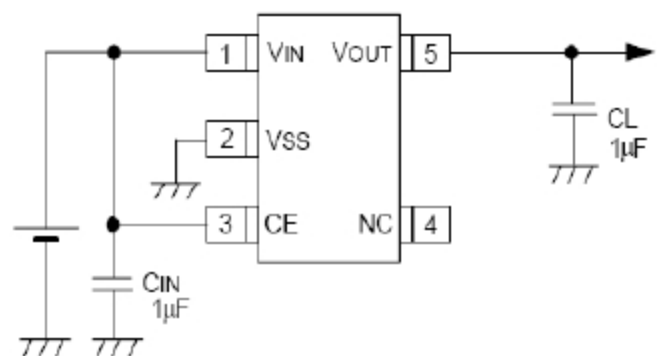 1 VIN VOUT 5
2 VSS
CL
1μF
3 CE NC 4
CIN
1μF